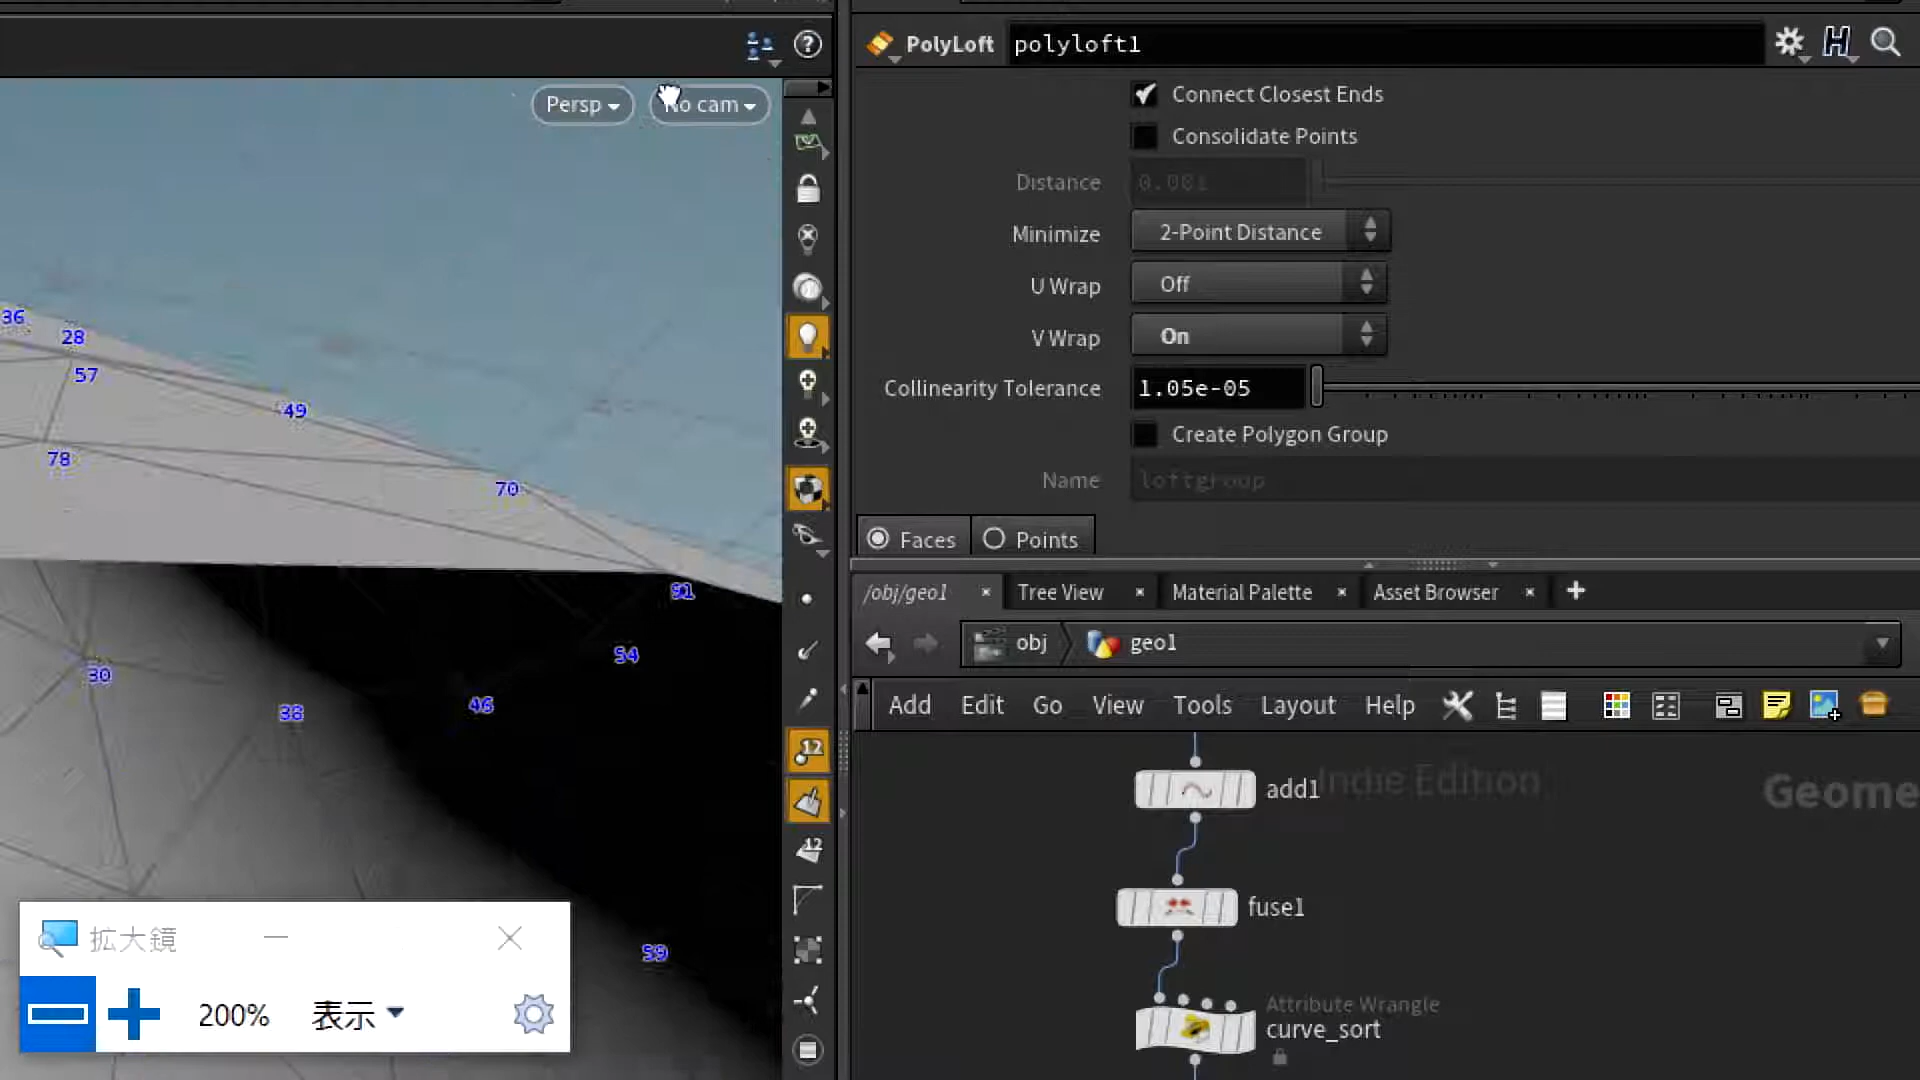 PolyLoft polyloft1
Persp
No cam
Connect Closest Ends
Consolidate Points
Distance 0.001
Minimize 2-Point Distance
U Wrap Off
V Wrap On
Collinearity Tolerance 1.05e-05
Create Polygon Group
Name loftgroup
Faces Points
/obj/geo1 Tree View Material Palette Asset Browser
obj geo1
Add Edit Go View Tools Layout Help
Indie Edition
Geome
add1
fuse1
Attribute Wrangle
curve_sort
36
28
57
49
78
70
91
54
30
38
46
59
12
12
拡大鏡
200% 表示